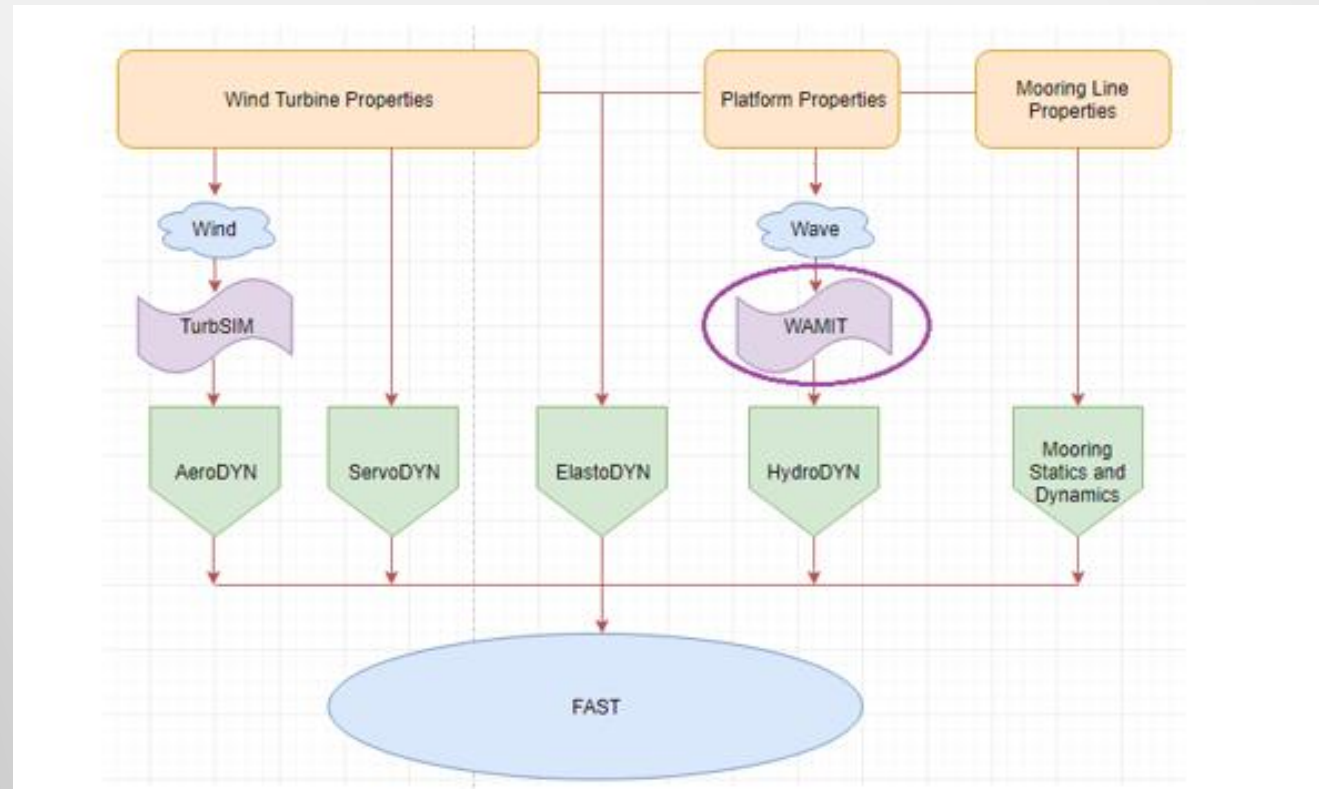 Wind Turbine Properties
Platform Properties
Mooring Line
Properties
Wind
Wave
TurbSIM
WAMIT
AeroDYN
ServoDYN
ElastoDYN
HydroDYN
Mooring
Statics and
Dynamics
FAST